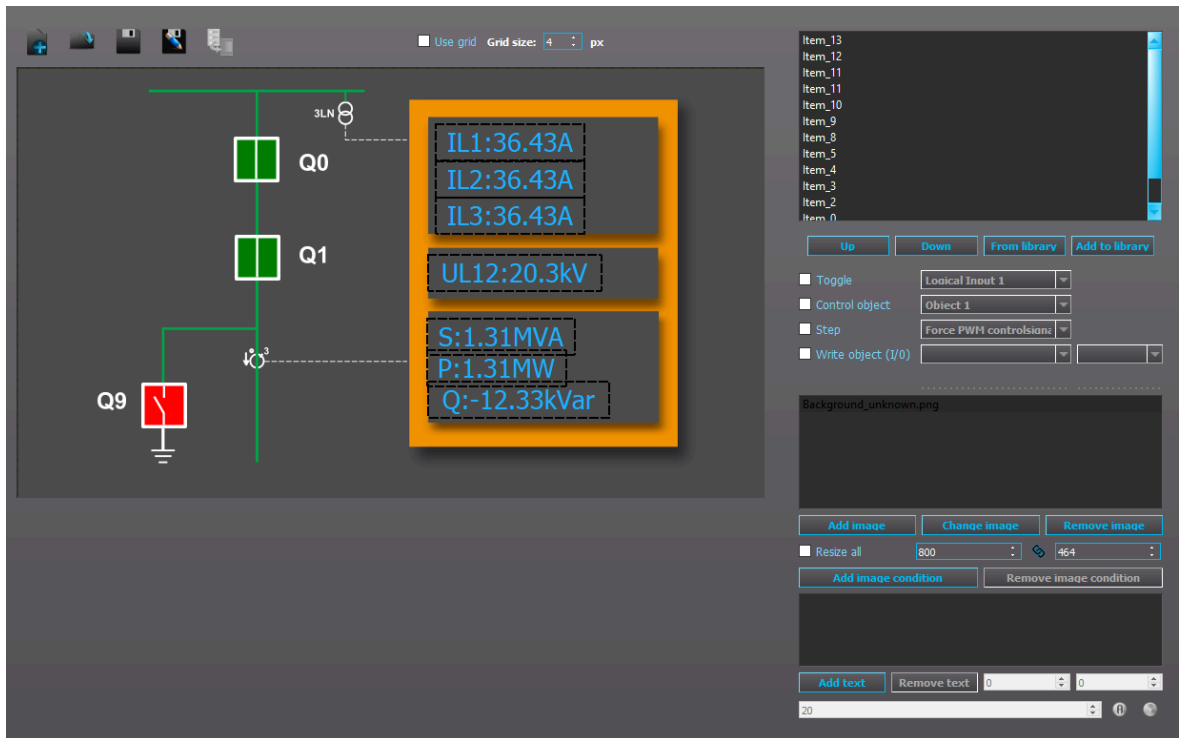 Use grid Grid size: 4 px
3LN
Q0
Q1
3
Q9
IL1:36.43A
IL2:36.43A
IL3:36.43A
UL12:20.3kV
S:1.31MVA
P:1.31MW
Q:-12.33kVar
Item_13
Item_12
Item_11
Item_11
Item_10
Item_9
Item_8
Item_5
Item_4
Item_3
Item_2
Item_0
Up Down From library Add to library
Toggle Logical Input 1
Control object Object 1
Step Force PWM controlsigna
Write object (I/0)
Background_unknown.png
Add image Change image Remove image
Resize all 800 464
Add image condition Remove image condition
Add text Remove text 0 0
20